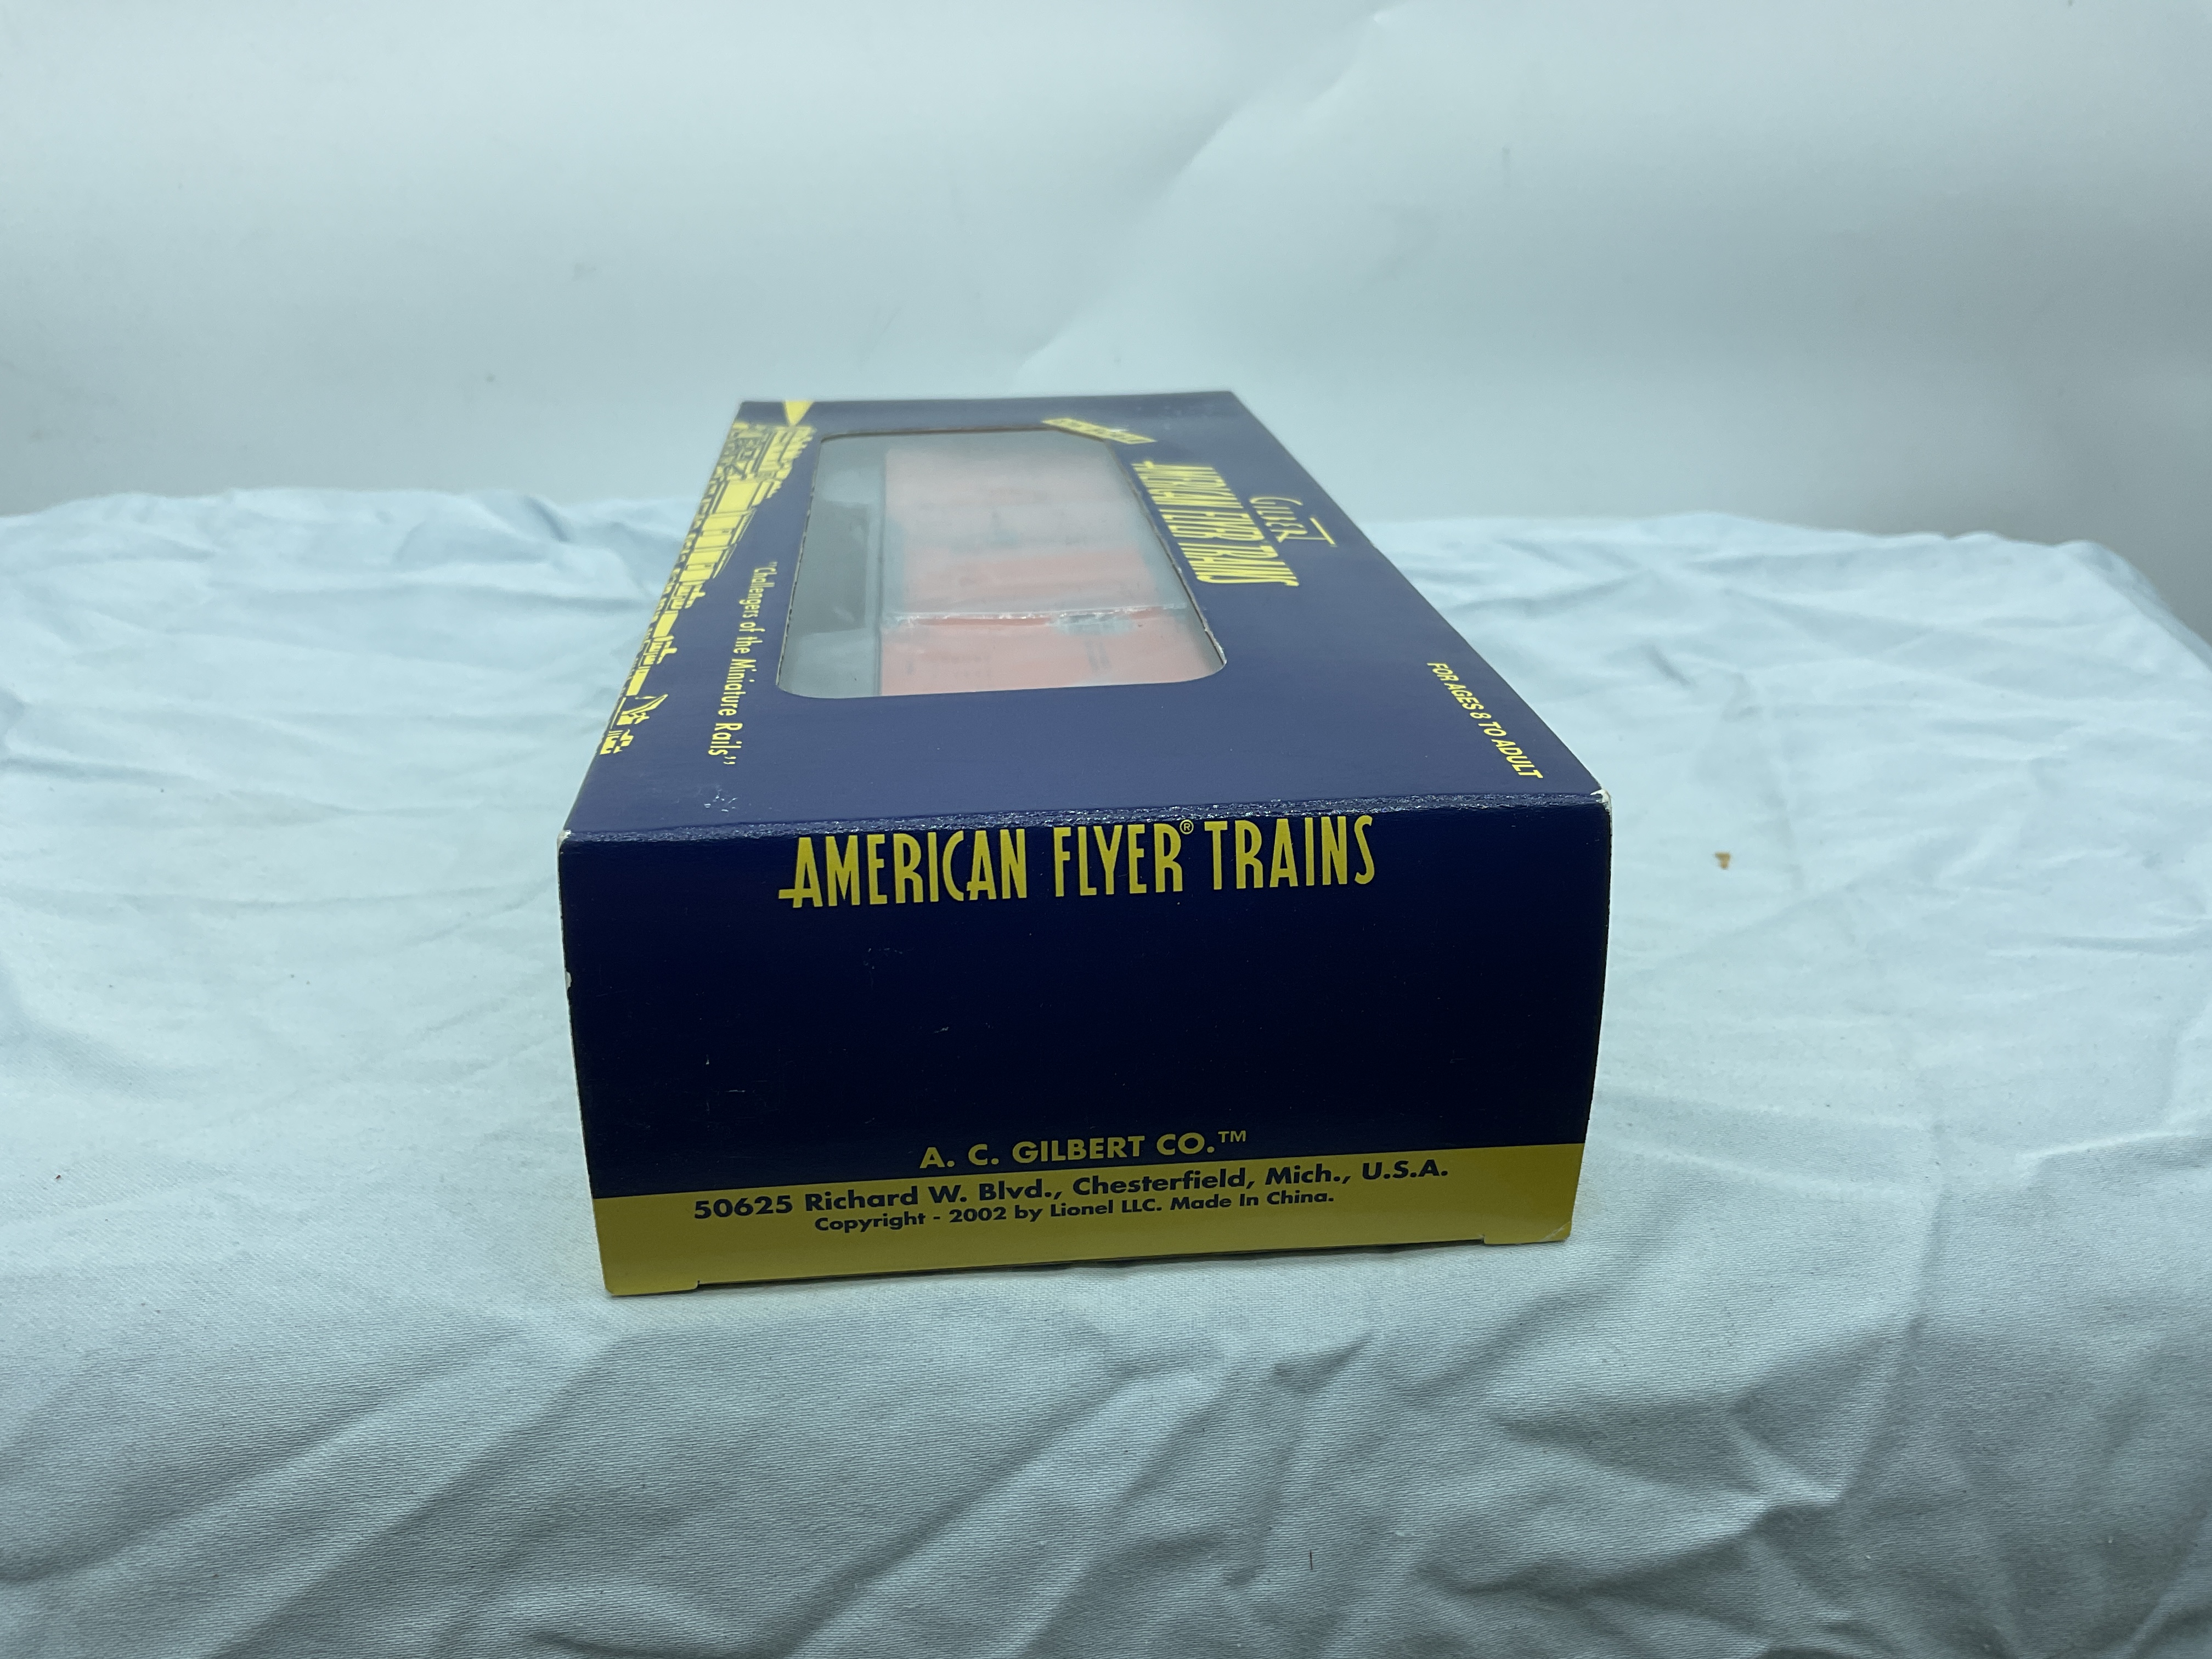 GILBERT
AMERICAN FLYER TRAINS
"Challengers of the Miniature Rails"
FOR AGES 8 TO ADULT
AMERICAN FLYER® TRAINS
A. C. GILBERT CO.™
50625 Richard W. Blvd., Chesterfield, Mich., U.S.A.
Copyright - 2002 by Lionel LLC. Made In China.